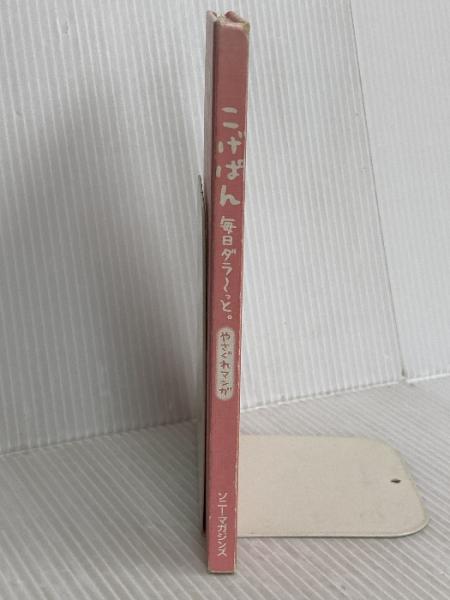 こげぱん
毎日ダラ〜っと。
やさぐれマンガ
ソニー・マガジンズ